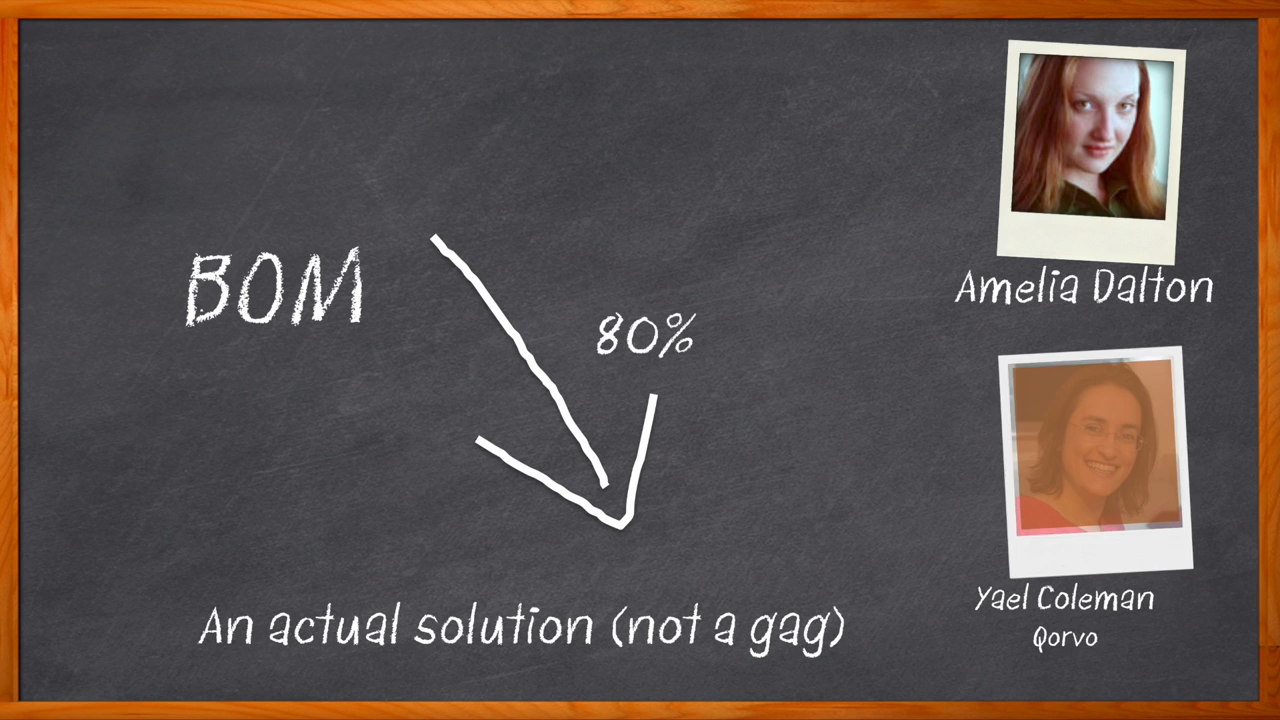 BOM
80%
An actual solution (not a gag)
Amelia Dalton
Yael Coleman
Qorvo